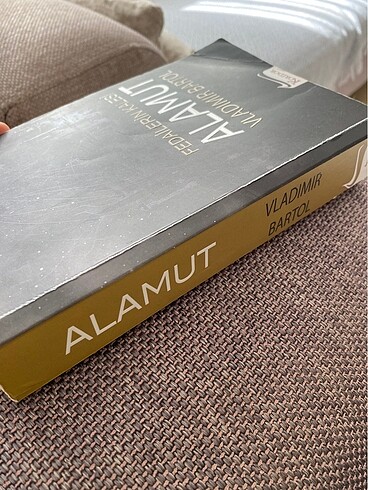 FEDAİLERİN KALESİ
ALAMUT
VLADIMIR BARTOL
ALAMUT
VLADIMIR
BARTOL